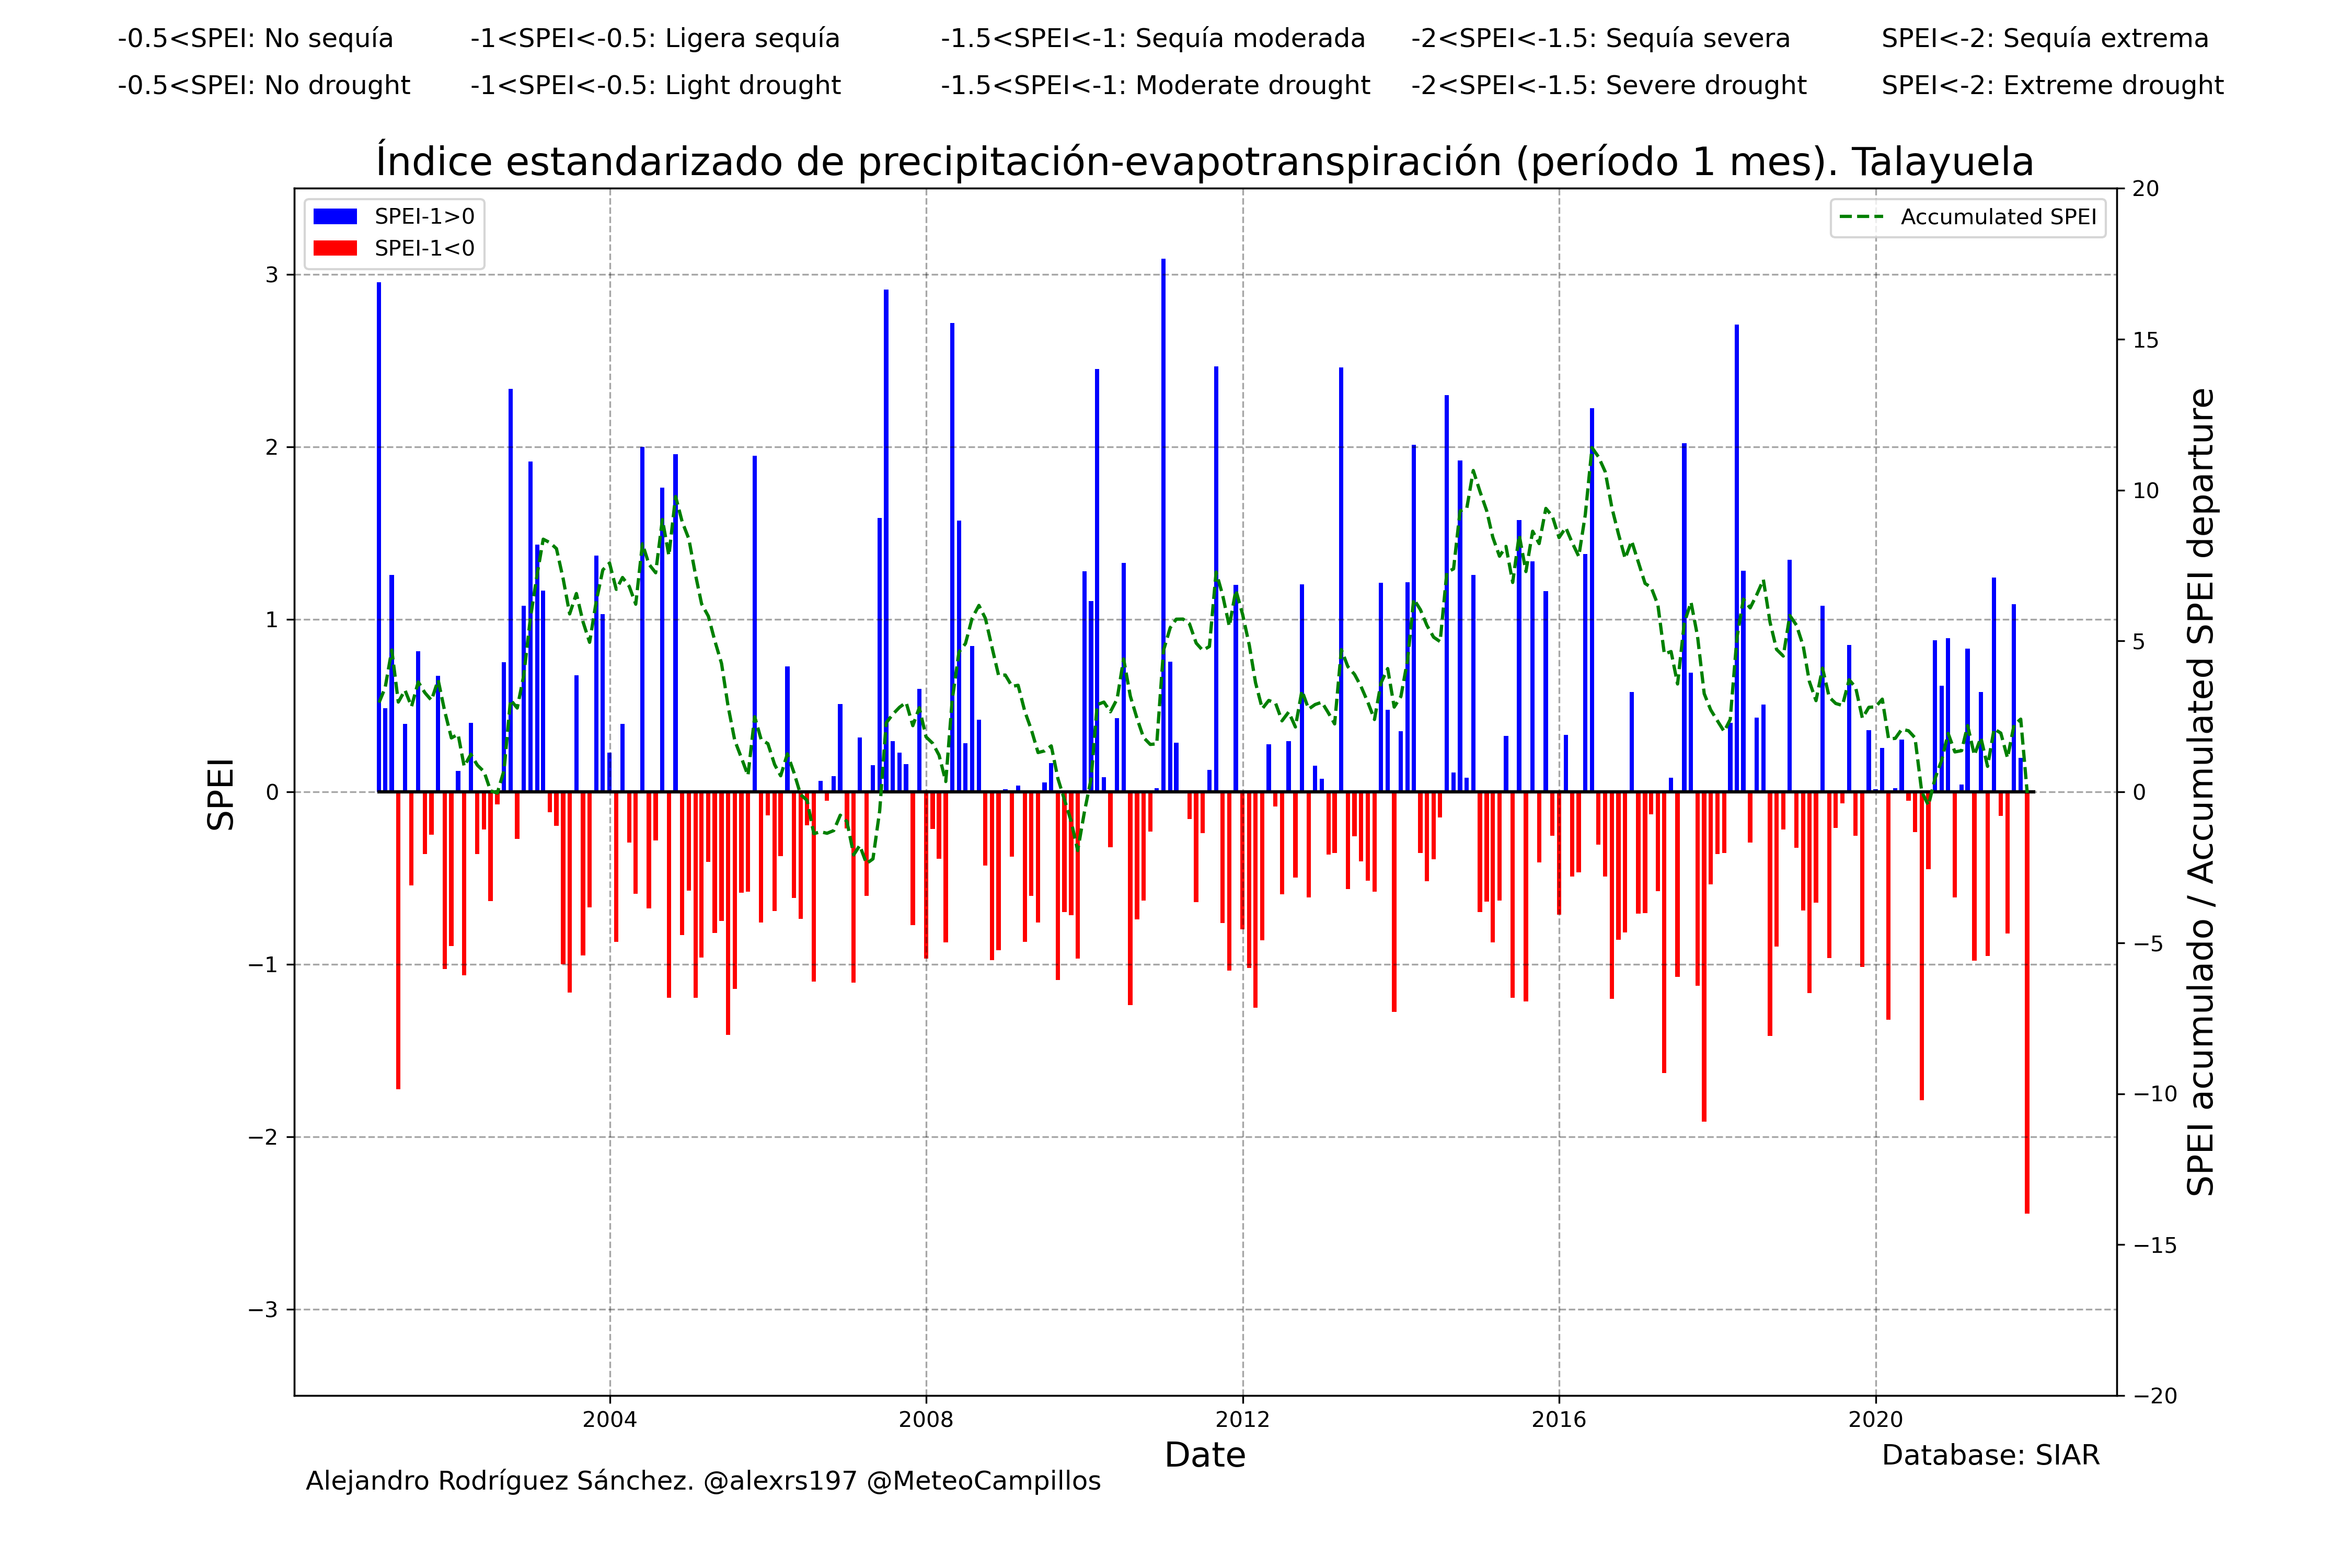 -0.5<SPEI: No sequía -1<SPEI<-0.5: Ligera sequía -1.5<SPEI<-1: Sequía moderada -2<SPEI<-1.5: Sequía severa SPEI<-2: Sequía extrema
-0.5<SPEI: No drought -1<SPEI<-0.5: Light drought -1.5<SPEI<-1: Moderate drought -2<SPEI<-1.5: Severe drought SPEI<-2: Extreme drought
Índice estandarizado de precipitación-evapotranspiración (período 1 mes). Talayuela
SPEI-1>0
SPEI-1<0
Accumulated SPEI
SPEI
3
2
1
0
−1
−2
−3
20
15
10
5
0
−5
−10
−15
−20
SPEI acumulado / Accumulated SPEI departure
2004 2008 2012 2016 2020
Date
Database: SIAR
Alejandro Rodríguez Sánchez. @alexrs197 @MeteoCampillos